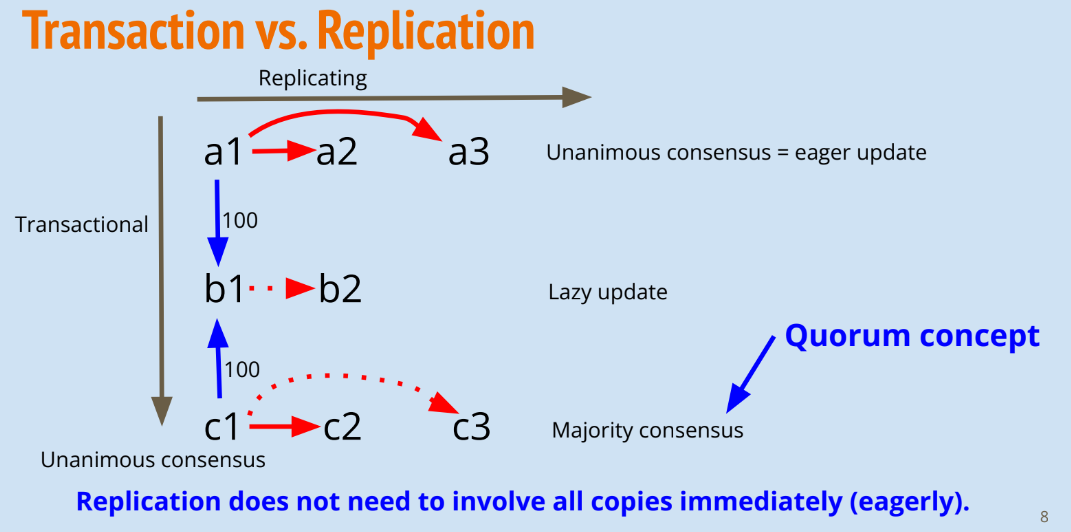 Transaction vs. Replication
Replicating
a1 a2 a3 Unanimous consensus = eager update
Transactional 100
b1 b2 Lazy update
Quorum concept
100
c1 c2 c3 Majority consensus
Unanimous consensus
Replication does not need to involve all copies immediately (eagerly).
8